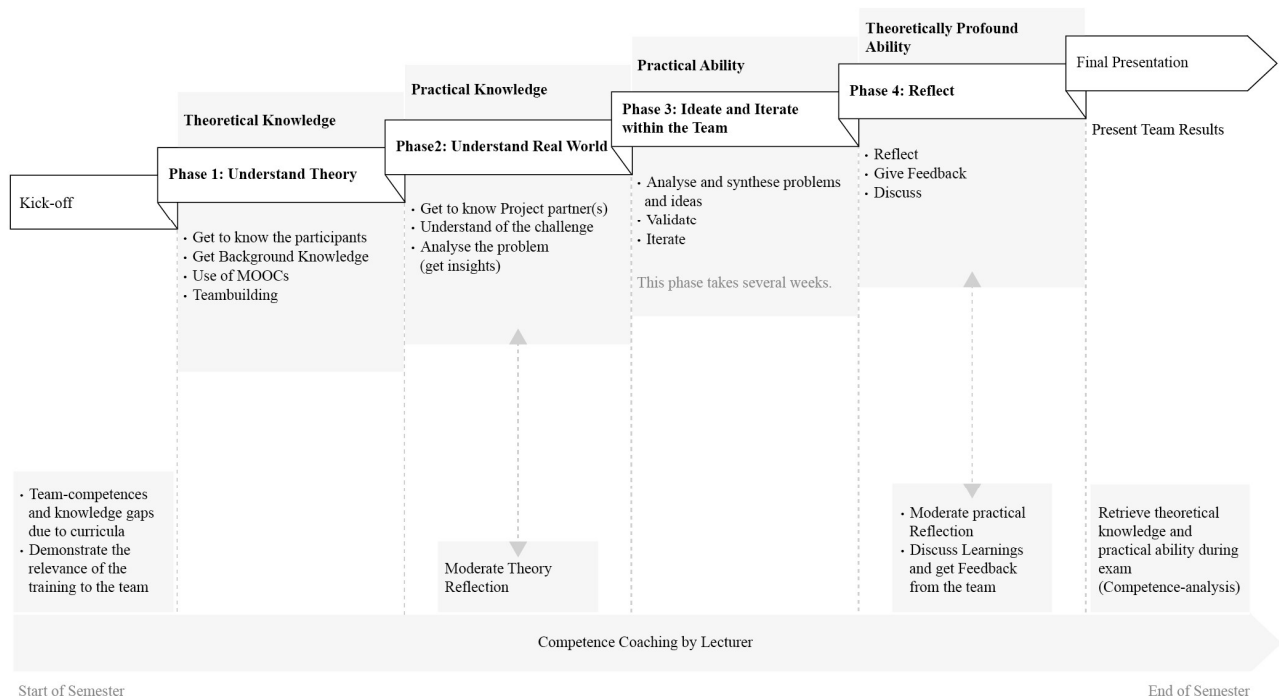 Theoretically Profound
Ability
Final Presentation
Practical Ability
Phase 4: Reflect
Practical Knowledge
Phase 3: Ideate and Iterate
within the Team
Present Team Results
Theoretical Knowledge
Phase2: Understand Real World
Phase 1: Understand Theory
Kick-off
· Get to know the participants
· Get Background Knowledge
· Use of MOOCs
· Teambuilding
· Get to know Project partner(s)
· Understand of the challenge
· Analyse the problem
(get insights)
· Analyse and synthese problems
and ideas
· Validate
· Iterate
This phase takes several weeks.
· Reflect
· Give Feedback
· Discuss
· Team-competences
and knowledge gaps
due to curricula
· Demonstrate the
relevance of the
training to the team
Moderate Theory
Reflection
· Moderate practical
Reflection
· Discuss Learnings
and get Feedback
from the team
Retrieve theoretical
knowledge and
practical ability during
exam
(Competence-analysis)
Competence Coaching by Lecturer
Start of Semester
End of Semester